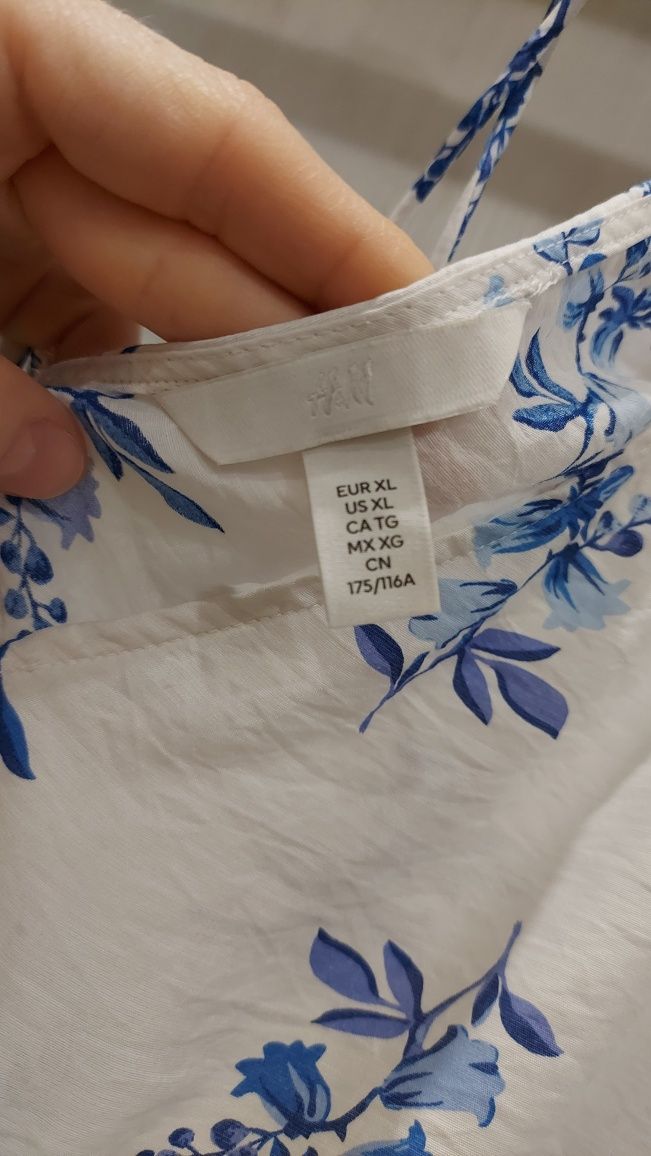 H&M
EUR XL
US XL
CA TG
MX XG
CN
175/116A